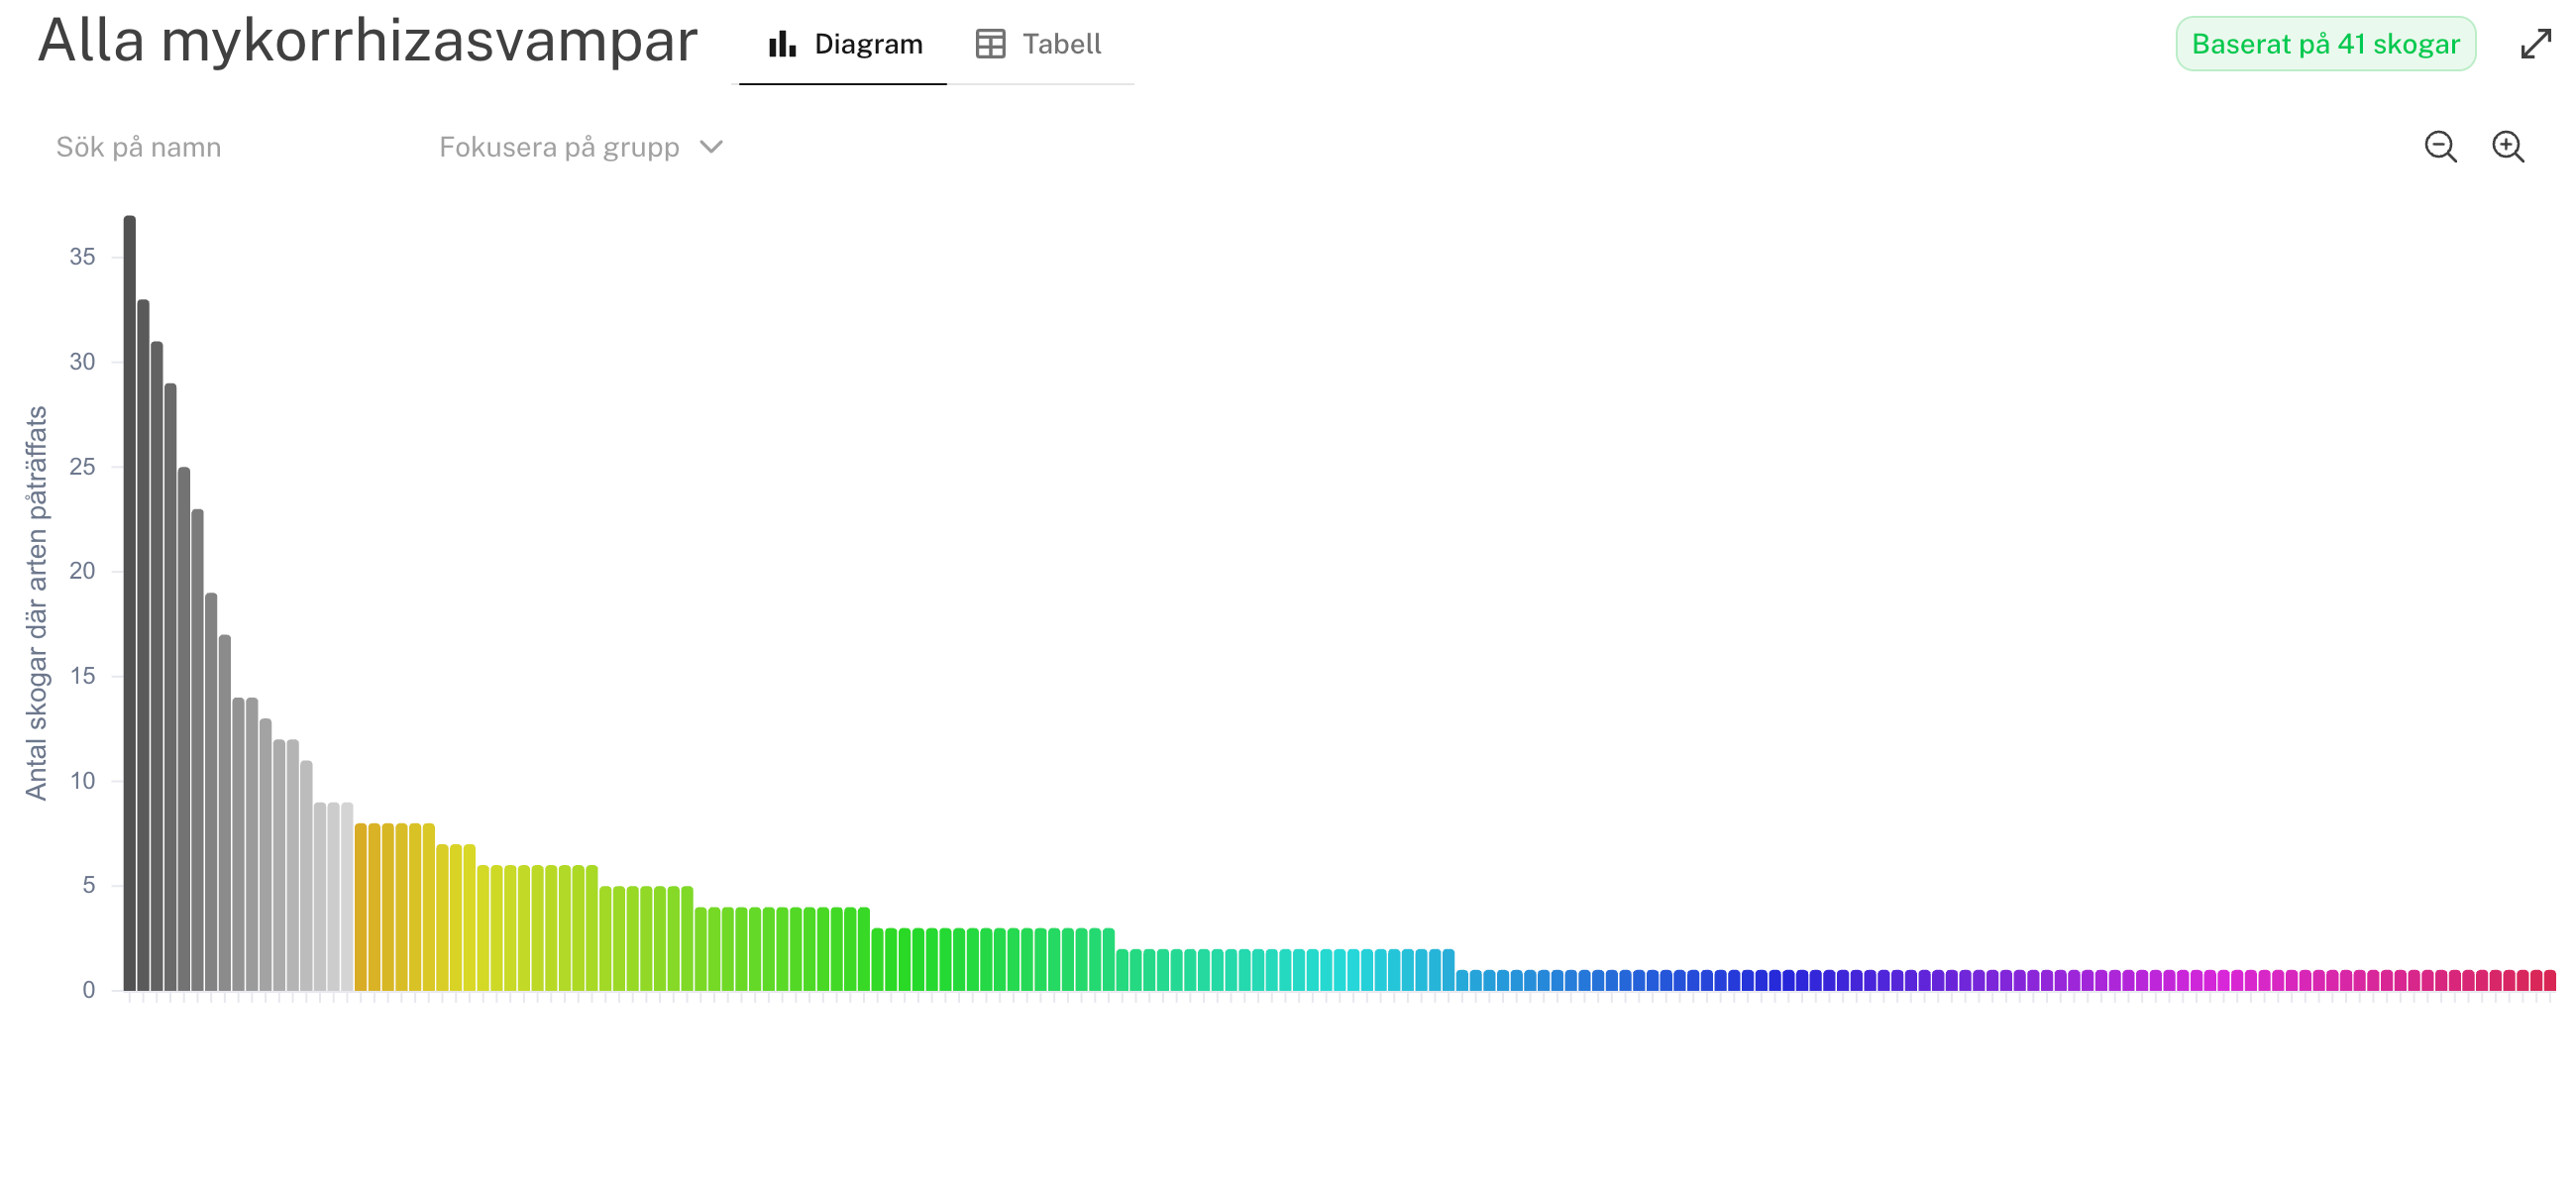 Alla mykorrhizasvampar
Diagram
Tabell
Baserat på 41 skogar
Sök på namn
Fokusera på grupp
Antal skogar där arten påträffats
35
30
25
20
15
10
5
0